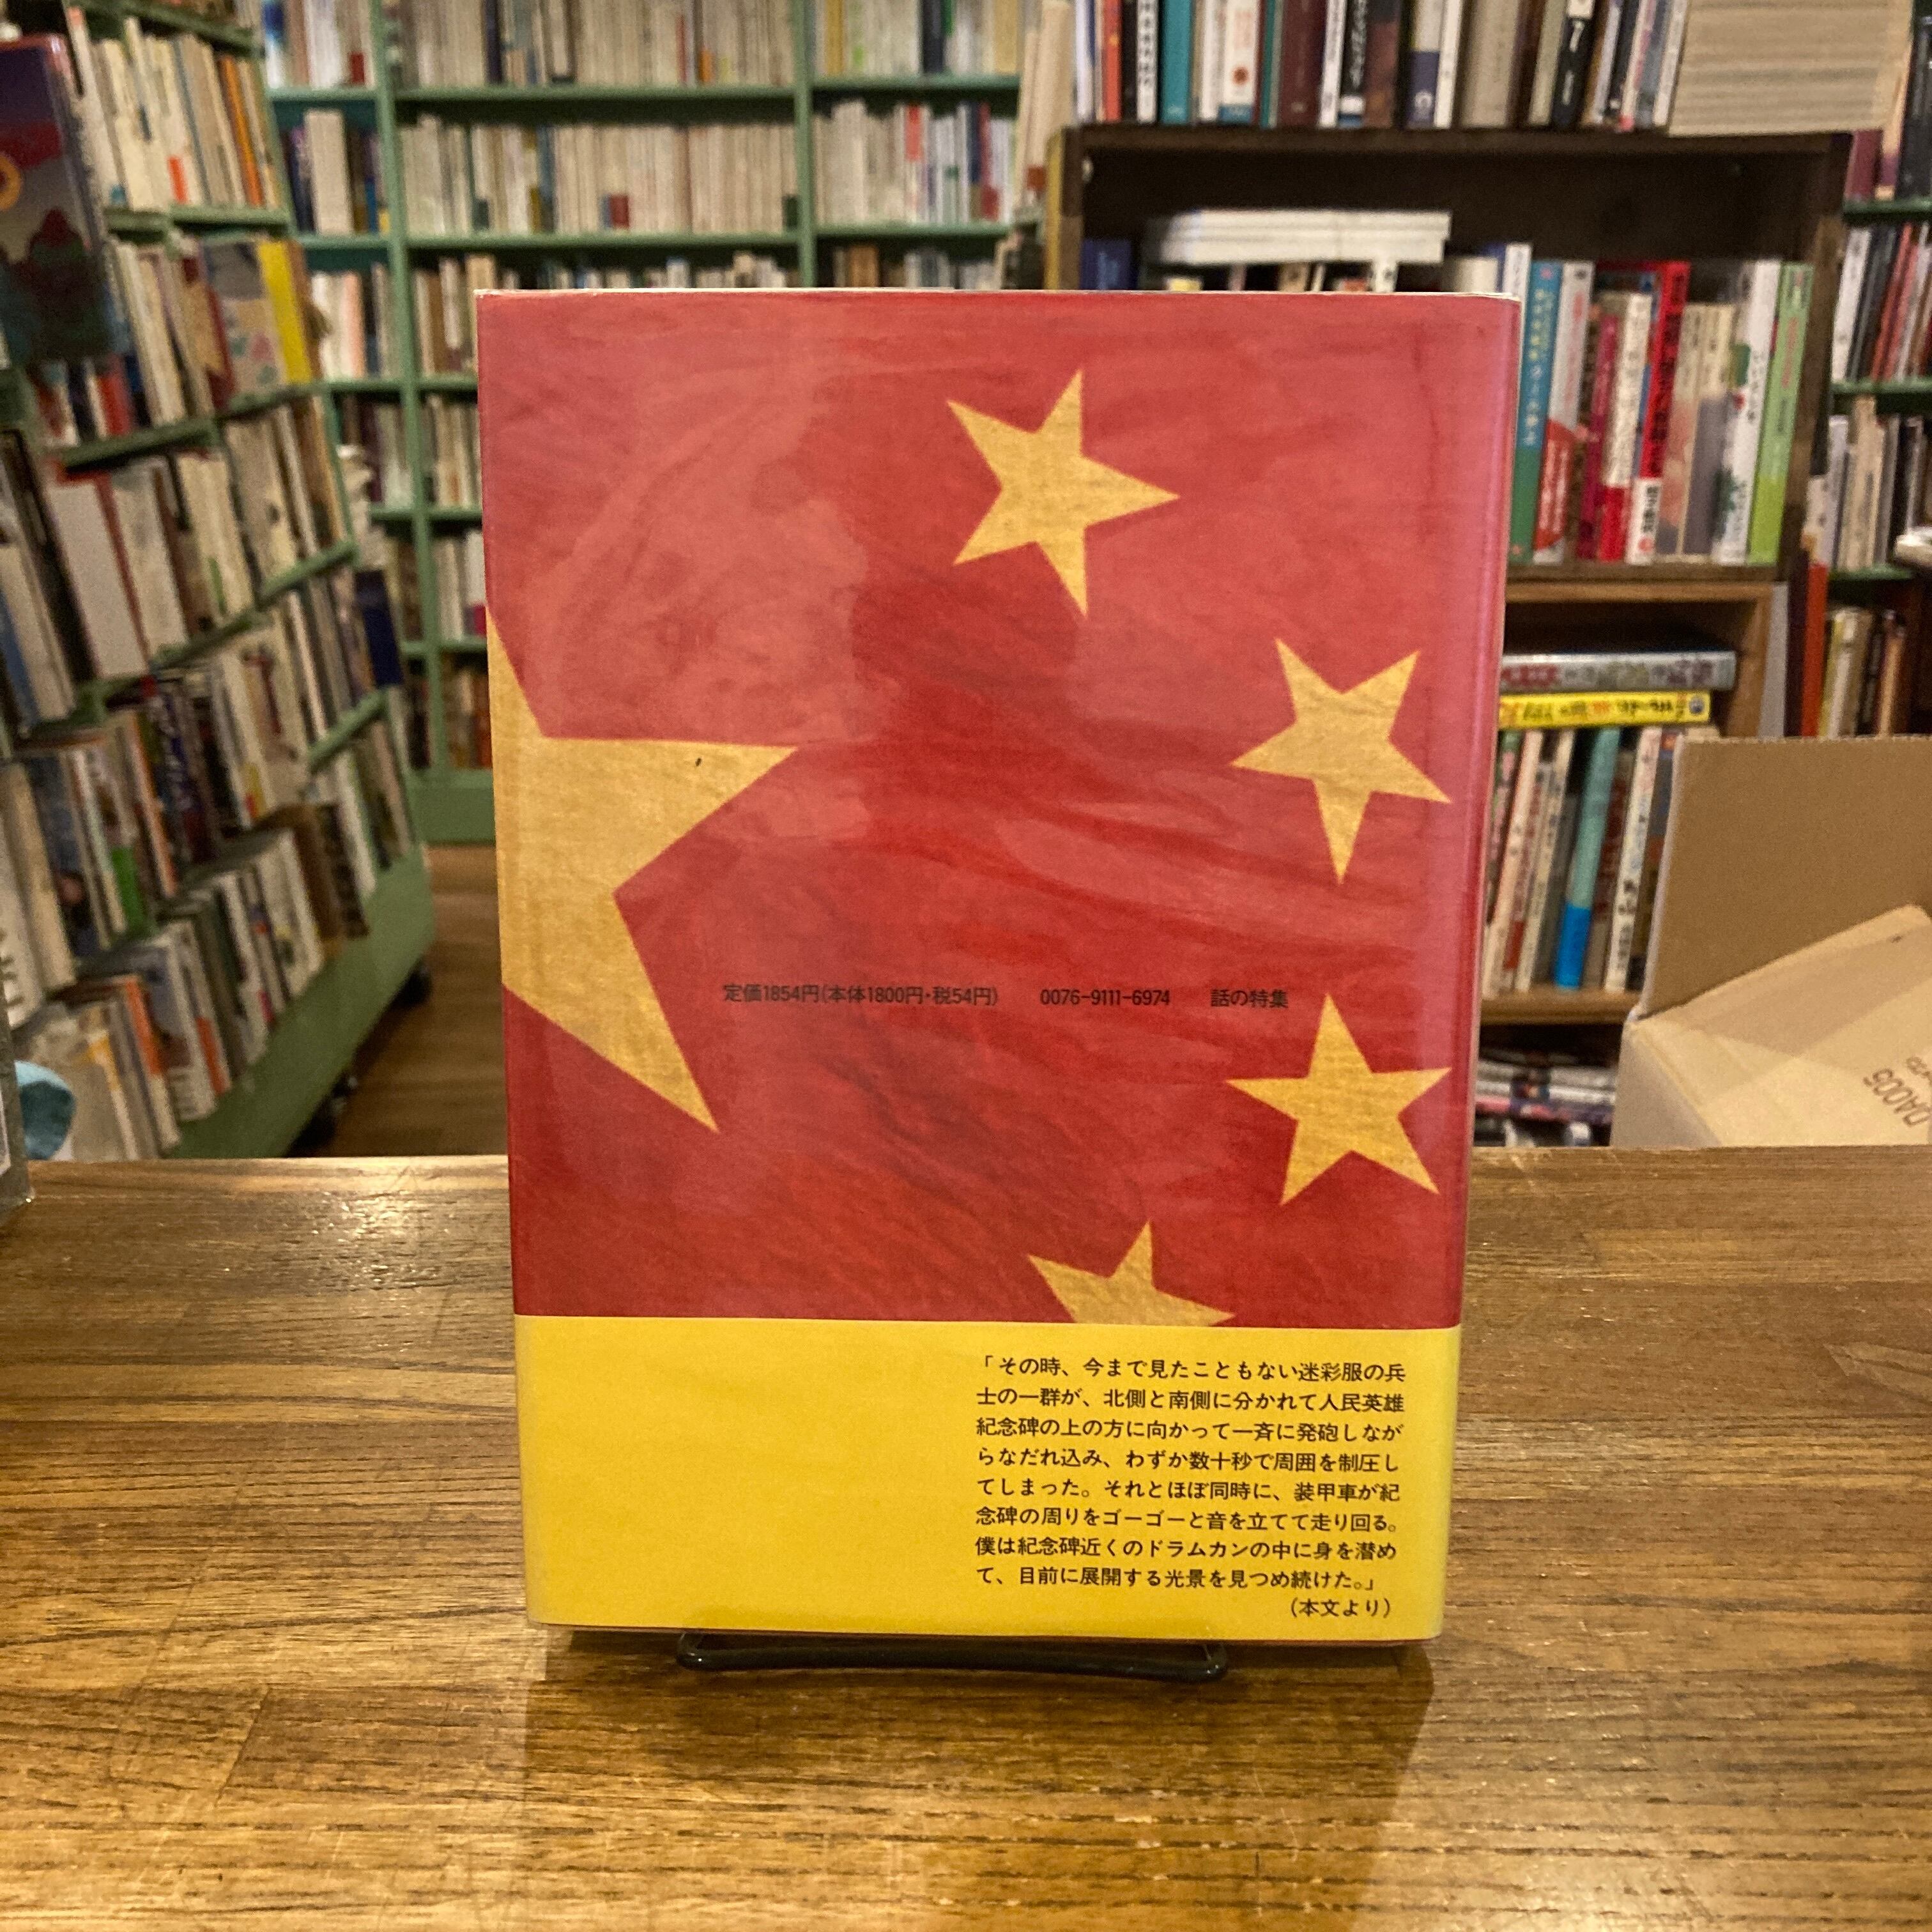 定価1854円(本体1800円・税54円) 0076-9111-6974 話の特集
「その時、今まで見たこともない迷彩服の兵
士の一群が、北側と南側に分かれて人民英雄
紀念碑の上の方に向かって一斉に発砲しなが
らなだれ込み、わずか数十秒で周囲を制圧し
てしまった。それとほぼ同時に、装甲車が紀
念碑の周りをゴーゴーと音を立てて走り回る。
僕は紀念碑近くのドラムカンの中に身を潜め
て、目前に展開する光景を見つめ続けた。」
(本文より)